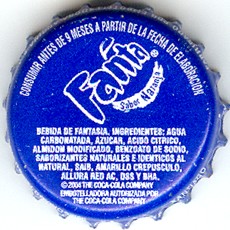 CONSUMIR ANTES DE 9 MESES A PARTIR DE LA FECHA DE ELABORACION
Fanta®
Sabor Naranja
BEBIDA DE FANTASIA. INGREDIENTES: AGUA
CARBONATADA, AZUCAR, ACIDO CITRICO,
ALMIDON MODIFICADO, BENZOATO DE SODIO,
SABORIZANTES NATURALES E IDENTICOS AL
NATURAL, SAIB, AMARILLO CREPUSCULO,
ALLURA RED AC, DSS Y BHA.
©2004 THE COCA-COLA COMPANY
EMBOTELLADORA AUTORIZADA POR
THE COCA-COLA COMPANY